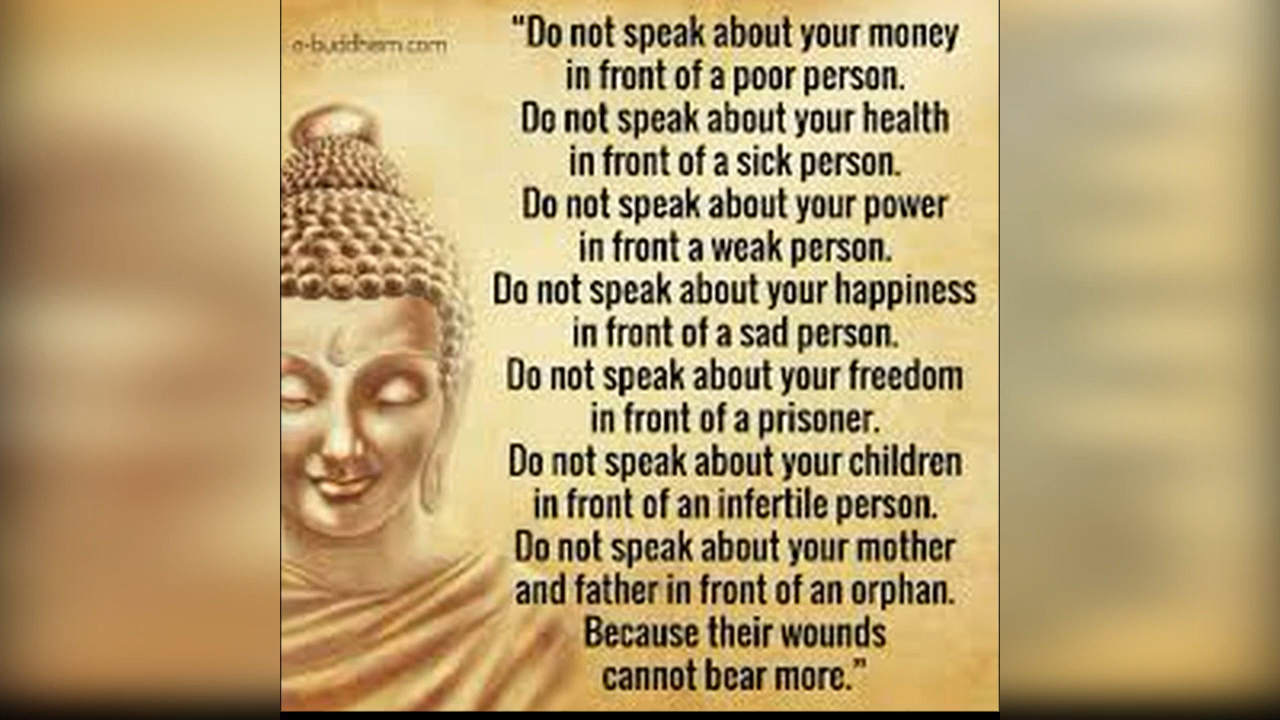 e-buddhism.com
"Do not speak about your money
in front of a poor person.
Do not speak about your health
in front of a sick person.
Do not speak about your power
in front a weak person.
Do not speak about your happiness
in front of a sad person.
Do not speak about your freedom
in front of a prisoner.
Do not speak about your children
in front of an infertile person.
Do not speak about your mother
and father in front of an orphan.
Because their wounds
cannot bear more."